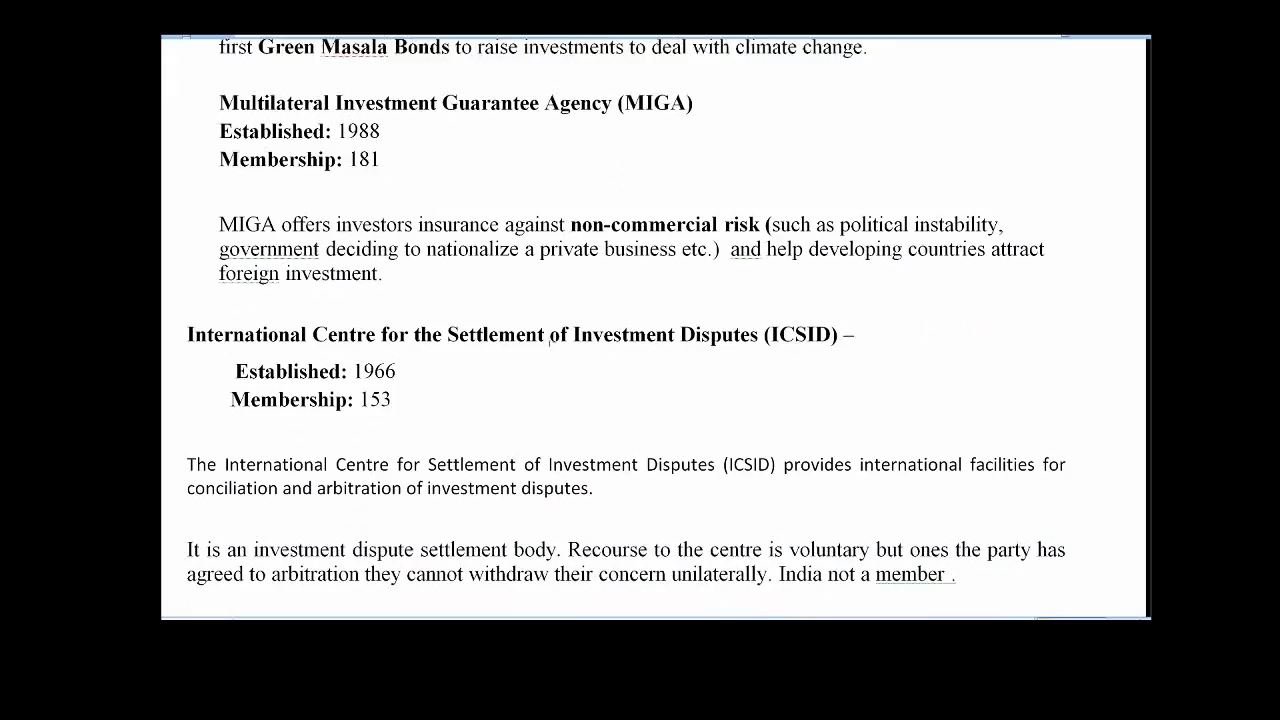 first Green Masala Bonds to raise investments to deal with climate change.
Multilateral Investment Guarantee Agency (MIGA)
Established: 1988
Membership: 181
MIGA offers investors insurance against non-commercial risk (such as political instability,
government deciding to nationalize a private business etc.)  and help developing countries attract
foreign investment.
International Centre for the Settlement of Investment Disputes (ICSID) –
Established: 1966
Membership: 153
The International Centre for Settlement of Investment Disputes (ICSID) provides international facilities for
conciliation and arbitration of investment disputes.
It is an investment dispute settlement body. Recourse to the centre is voluntary but ones the party has
agreed to arbitration they cannot withdraw their concern unilaterally. India not a member .